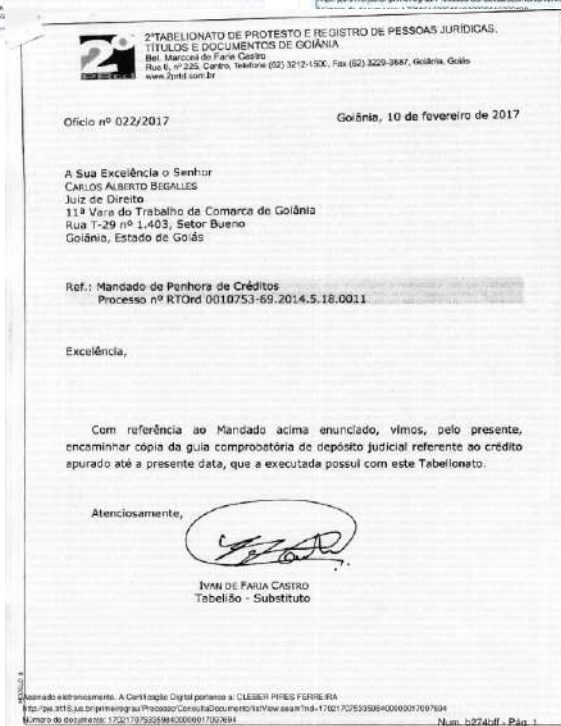 2°TABELIONATO DE PROTESTO E REGISTRO DE PESSOAS JURÍDICAS,
TÍTULOS E DOCUMENTOS DE GOIÂNIA
Bel. Marconi de Faria Castro
Rua 6, nº 225, Centro, Telefone (62) 3212-1500, Fax (62) 3229-3887, Goiânia, Goiás
www.2prtd.com.br
2º
Ofício nº 022/2017
Goiânia, 10 de fevereiro de 2017
A Sua Excelência o Senhor
CARLOS ALBERTO BEGALLES
Juiz de Direito
11ª Vara do Trabalho da Comarca de Goiânia
Rua T-29 nº 1.403, Setor Bueno
Goiânia, Estado de Goiás
Ref.: Mandado de Penhora de Créditos
Processo nº RTOrd 0010753-69.2014.5.18.0011
Excelência,
Com referência ao Mandado acima enunciado, vimos, pelo presente,
encaminhar cópia da guia comprobatória de depósito judicial referente ao crédito
apurado até a presente data, que a executada possui com este Tabelionato.
Atenciosamente,
IVAN DE FARIA CASTRO
Tabelião - Substituto
Assinado eletronicamente. A Certificação Digital pertence a: CLEBER PIRES FERREIRA
Número do documento: 17021707533598400000017097694
Num. b274bff - Pág. 1